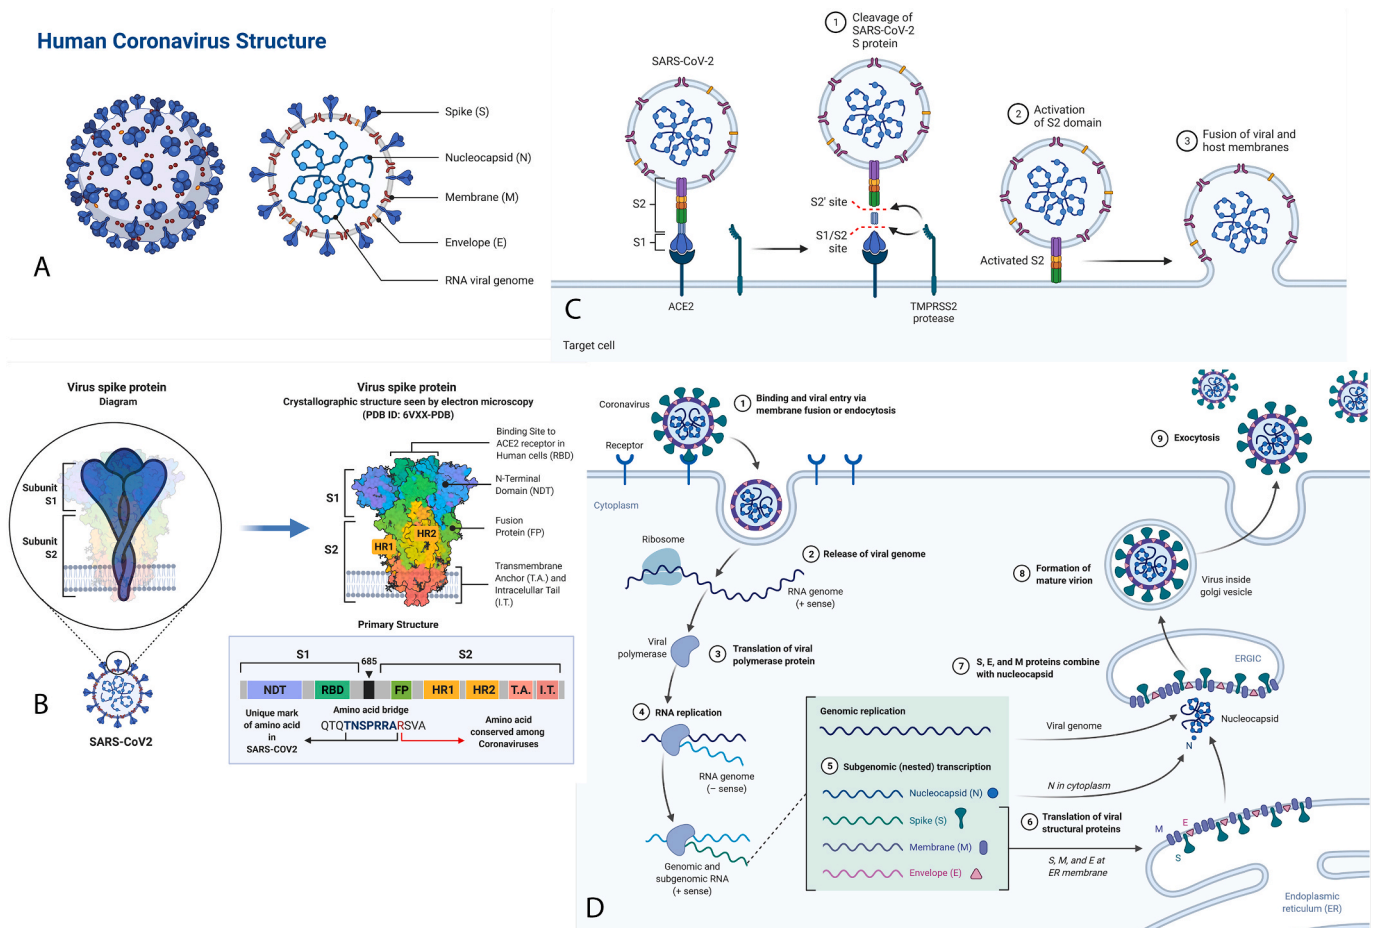 Human Coronavirus Structure
Spike (S)
Nucleocapsid (N)
Membrane (M)
Envelope (E)
RNA viral genome
A
SARS-CoV-2
S2
S1
ACE2
1
Cleavage of
SARS-CoV-2
S protein
S2' site
S1/S2
site
TMPRSS2
protease
2
Activation
of S2 domain
Activated S2
3
Fusion of viral and
host membranes
C
Target cell
Virus spike protein
Diagram
Subunit
S1
Subunit
S2
SARS-CoV2
B
Virus spike protein
Crystallographic structure seen by electron microscopy
(PDB ID: 6VXX-PDB)
S1
S2
HR1
HR2
Binding Site to
ACE2 receptor in
Human cells (RBD)
N-Terminal
Domain (NDT)
Fusion
Protein (FP)
Transmembrane
Anchor (T.A.) and
Intracelullar Tail
(I.T.)
Primary Structure
S1
685
S2
NDT
RBD
FP
HR1
HR2
T.A.
I.T.
Unique mark
of amino acid
in
SARS-COV2
Amino acid bridge
QTQTNSPRRARSVA
Amino acid
conserved among
Coronaviruses
Coronavirus
Receptor
Cytoplasm
1
Binding and viral entry via
membrane fusion or endocytosis
Ribosome
2
Release of viral genome
RNA genome
(+ sense)
Viral
polymerase
3
Translation of viral
polymerase protein
4
RNA replication
RNA genome
(− sense)
Genomic and
subgenomic RNA
(+ sense)
Genomic replication
5
Subgenomic (nested) transcription
Nucleocapsid (N)
Spike (S)
Membrane (M)
Envelope (E)
6
Translation of viral
structural proteins
S, M, and E at
ER membrane
Viral genome
N in cytoplasm
7
S, E, and M proteins combine
with nucleocapsid
ERGIC
Nucleocapsid
N
M
E
S
Endoplasmic
reticulum (ER)
8
Formation of
mature virion
Virus inside
golgi vesicle
9
Exocytosis
D